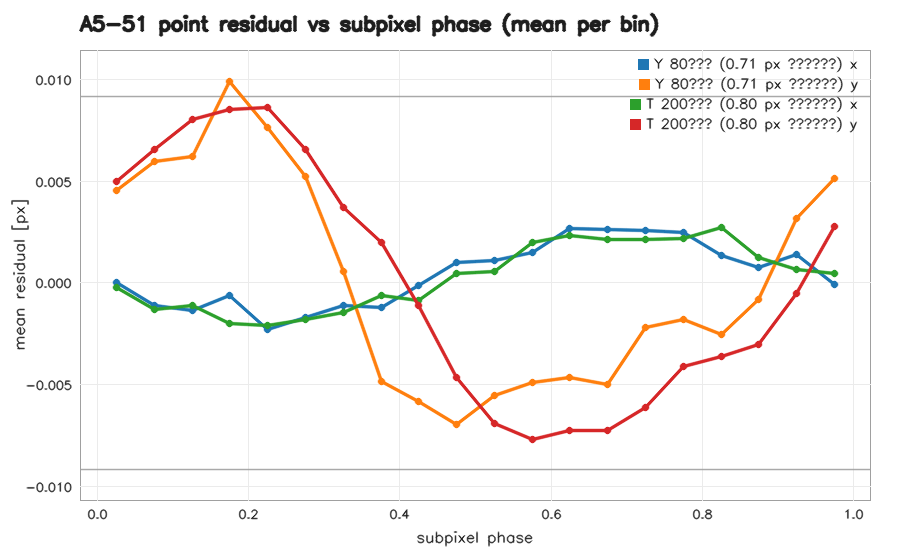 A5-51 point residual vs subpixel phase (mean per bin)
Y 80??? (0.71 px ??????) x
Y 80??? (0.71 px ??????) y
T 200??? (0.80 px ??????) x
T 200??? (0.80 px ??????) y
0.010
0.005
0.000
-0.005
-0.010
mean residual [px]
0.0 0.2 0.4 0.6 0.8 1.0
subpixel phase